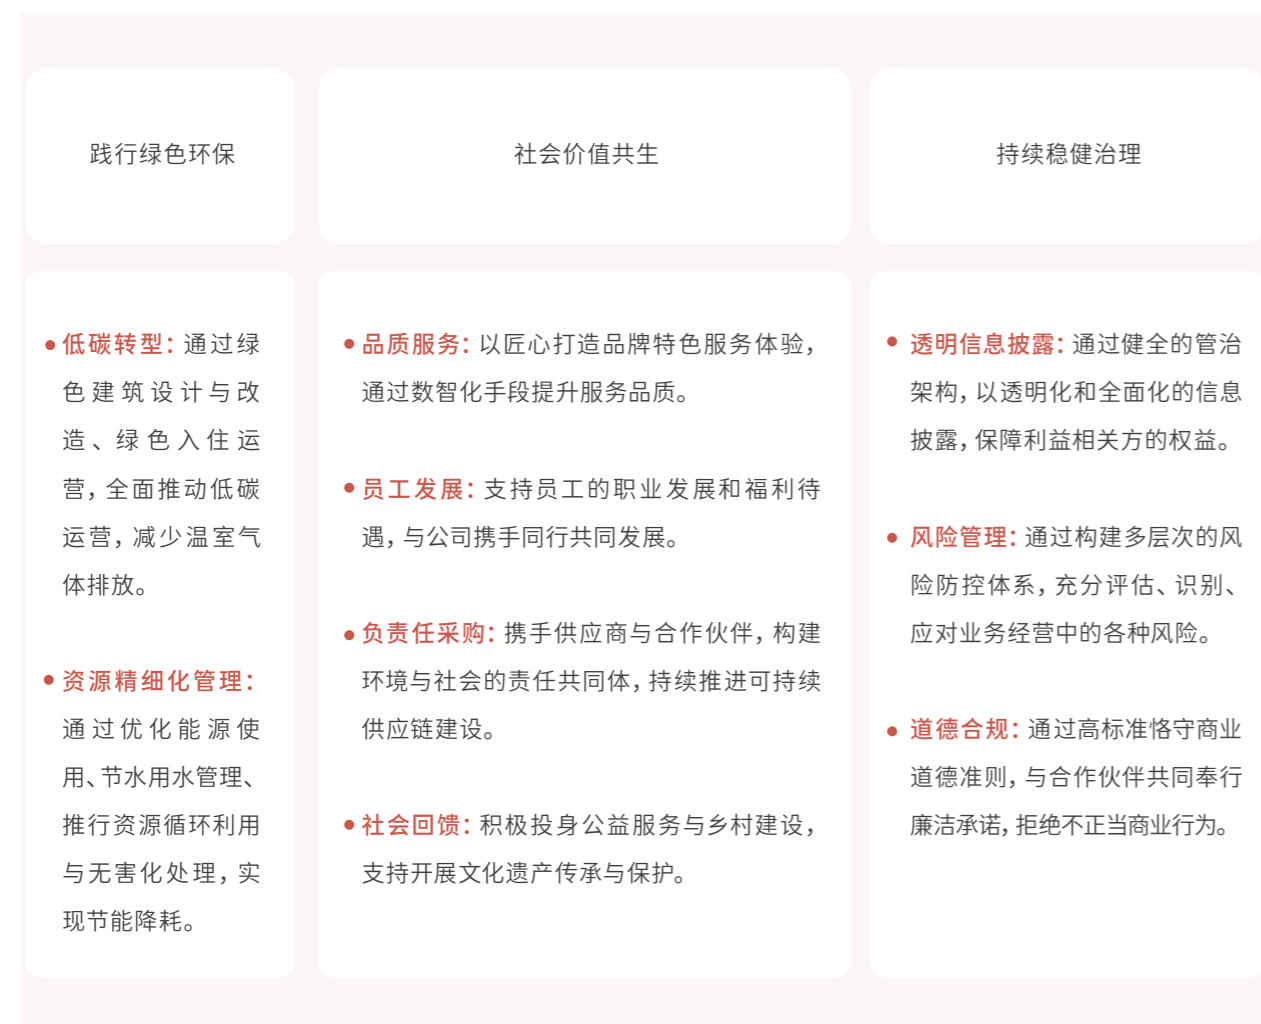 践行绿色环保
社会价值共生
持续稳健治理
低碳转型：通过绿
色建筑设计与改
造、绿色入住运
营，全面推动低碳
运营，减少温室气
体排放。
资源精细化管理：
通过优化能源使
用、节水用水管理、
推行资源循环利用
与无害化处理，实
现节能降耗。
品质服务：以匠心打造品牌特色服务体验，
通过数智化手段提升服务品质。
员工发展：支持员工的职业发展和福利待
遇，与公司携手同行共同发展。
负责任采购：携手供应商与合作伙伴，构建
环境与社会的责任共同体，持续推进可持续
供应链建设。
社会回馈：积极投身公益服务与乡村建设，
支持开展文化遗产传承与保护。
透明信息披露：通过健全的管治
架构，以透明化和全面化的信息
披露，保障利益相关方的权益。
风险管理：通过构建多层次的风
险防控体系，充分评估、识别、
应对业务经营中的各种风险。
道德合规：通过高标准恪守商业
道德准则，与合作伙伴共同奉行
廉洁承诺，拒绝不正当商业行为。